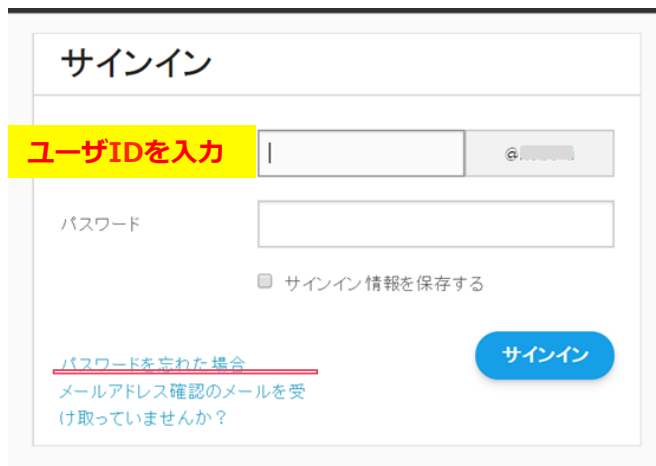 サインイン
ユーザIDを入力
@
パスワード
サインイン情報を保存する
パスワードを忘れた場合
サインイン
メールアドレス確認のメールを受
け取っていませんか？